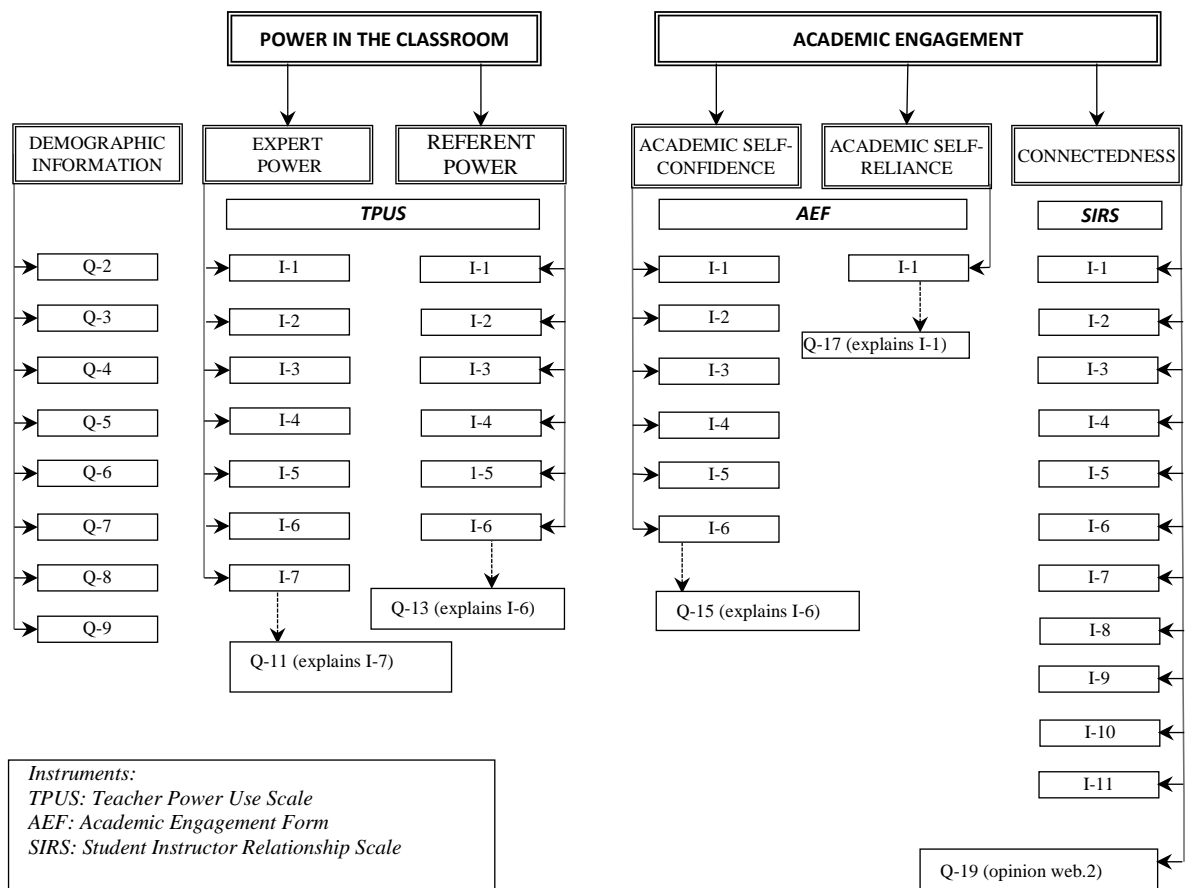 POWER IN THE CLASSROOM
ACADEMIC ENGAGEMENT
DEMOGRAPHIC
INFORMATION
EXPERT
POWER
REFERENT
POWER
ACADEMIC SELF-
CONFIDENCE
ACADEMIC SELF-
RELIANCE
CONNECTEDNESS
TPUS
AEF
SIRS
Q-2
Q-3
Q-4
Q-5
Q-6
Q-7
Q-8
Q-9
I-1
I-2
I-3
I-4
I-5
I-6
I-7
Q-11 (explains I-7)
I-1
I-2
I-3
I-4
1-5
I-6
Q-13 (explains I-6)
I-1
I-2
I-3
I-4
I-5
I-6
Q-15 (explains I-6)
I-1
Q-17 (explains I-1)
I-1
I-2
I-3
I-4
I-5
I-6
I-7
I-8
I-9
I-10
I-11
Q-19 (opinion web.2)
Instruments:
TPUS: Teacher Power Use Scale
AEF: Academic Engagement Form
SIRS: Student Instructor Relationship Scale